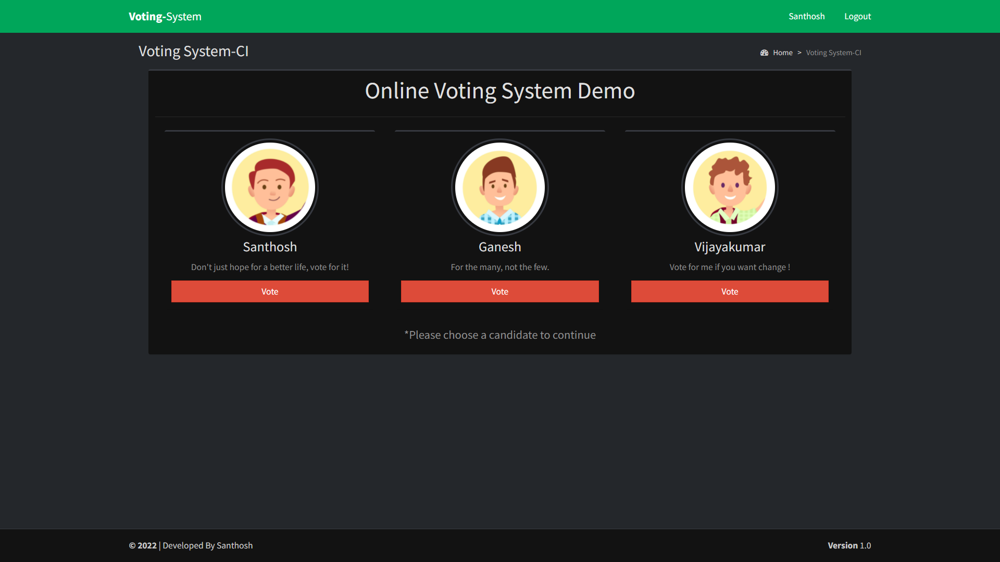 Voting-System
Santhosh
Logout
Voting System-CI
Home > Voting System-CI
Online Voting System Demo
Santhosh
Don't just hope for a better life, vote for it!
Vote
Ganesh
For the many, not the few.
Vote
Vijayakumar
Vote for me if you want change !
Vote
*Please choose a candidate to continue
© 2022 | Developed By Santhosh
Version 1.0